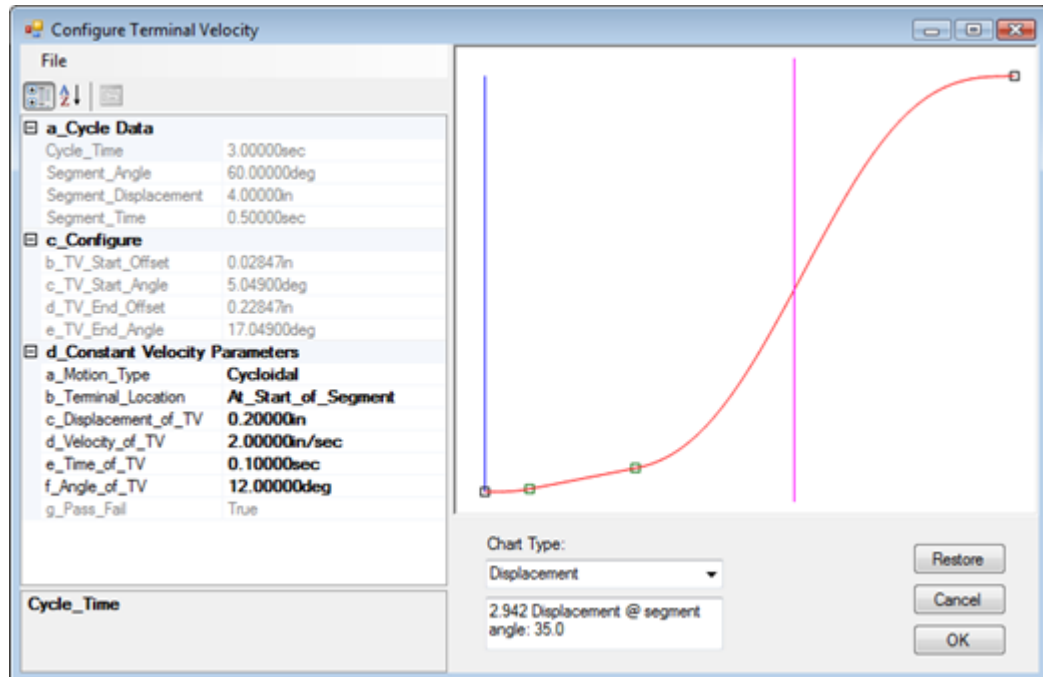 Configure Terminal Velocity
File
a_Cycle Data
Cycle_Time 3.00000sec
Segment_Angle 60.00000deg
Segment_Displacement 4.00000in
Segment_Time 0.50000sec
c_Configure
b_TV_Start_Offset 0.02847in
c_TV_Start_Angle 5.04900deg
d_TV_End_Offset 0.22847in
e_TV_End_Angle 17.04900deg
d_Constant Velocity Parameters
a_Motion_Type Cycloidal
b_Terminal_Location At_Start_of_Segment
c_Displacement_of_TV 0.20000in
d_Velocity_of_TV 2.00000in/sec
e_Time_of_TV 0.10000sec
f_Angle_of_TV 12.00000deg
g_Pass_Fail True
Cycle_Time
Chart Type:
Displacement
2.942 Displacement @ segment
angle: 35.0
Restore
Cancel
OK